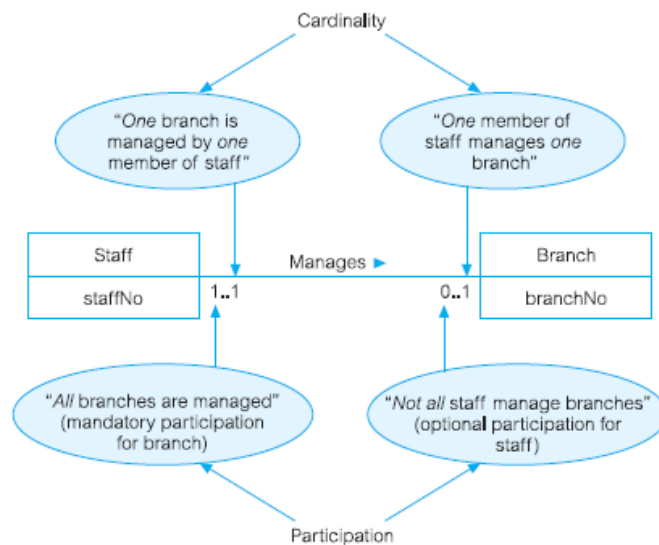 Cardinality
"One branch is
managed by one
member of staff"
"One member of
staff manages one
branch"
Staff
Manages ►
Branch
staffNo
1..1
0..1
branchNo
"All branches are managed"
(mandatory participation
for branch)
"Not all staff manage branches"
(optional participation for
staff)
Participation